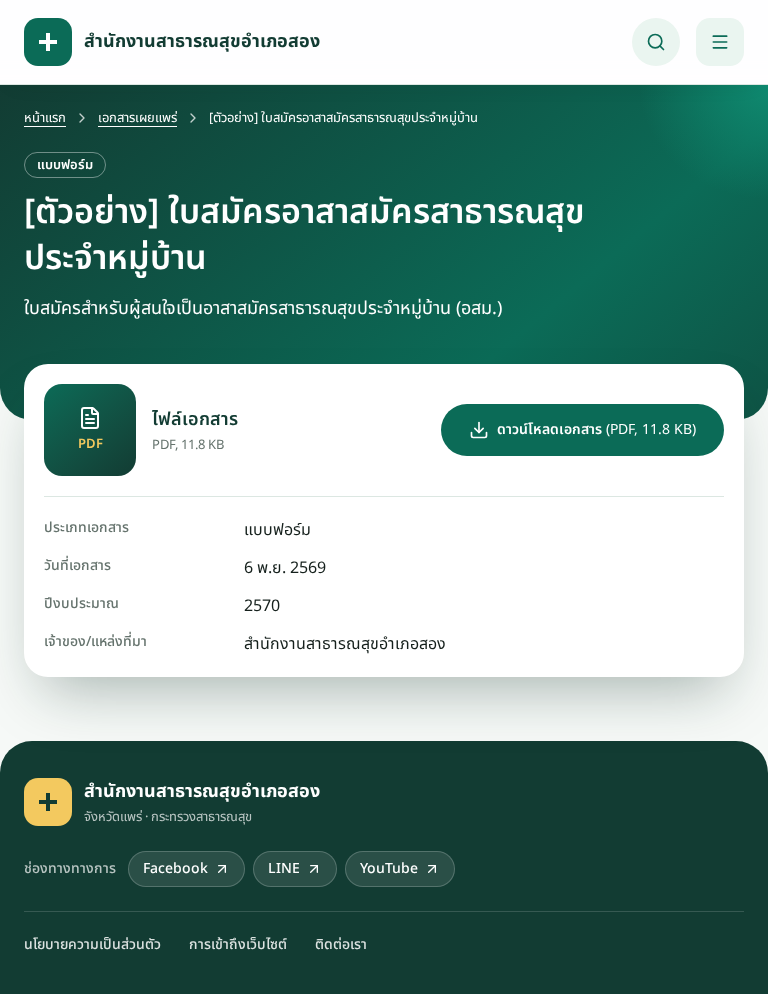 สำนักงานสาธารณสุขอำเภอสอง
หน้าแรก เอกสารเผยแพร่ [ตัวอย่าง] ใบสมัครอาสาสมัครสาธารณสุขประจำหมู่บ้าน
แบบฟอร์ม
[ตัวอย่าง] ใบสมัครอาสาสมัครสาธารณสุข
ประจำหมู่บ้าน
ใบสมัครสำหรับผู้สนใจเป็นอาสาสมัครสาธารณสุขประจำหมู่บ้าน (อสม.)
PDF
ไฟล์เอกสาร
PDF, 11.8 KB
ดาวน์โหลดเอกสาร (PDF, 11.8 KB)
ประเภทเอกสาร แบบฟอร์ม
วันที่เอกสาร 6 พ.ย. 2569
ปีงบประมาณ 2570
เจ้าของ/แหล่งที่มา สำนักงานสาธารณสุขอำเภอสอง
สำนักงานสาธารณสุขอำเภอสอง
จังหวัดแพร่ · กระทรวงสาธารณสุข
ช่องทางทางการ Facebook LINE YouTube
นโยบายความเป็นส่วนตัว การเข้าถึงเว็บไซต์ ติดต่อเรา